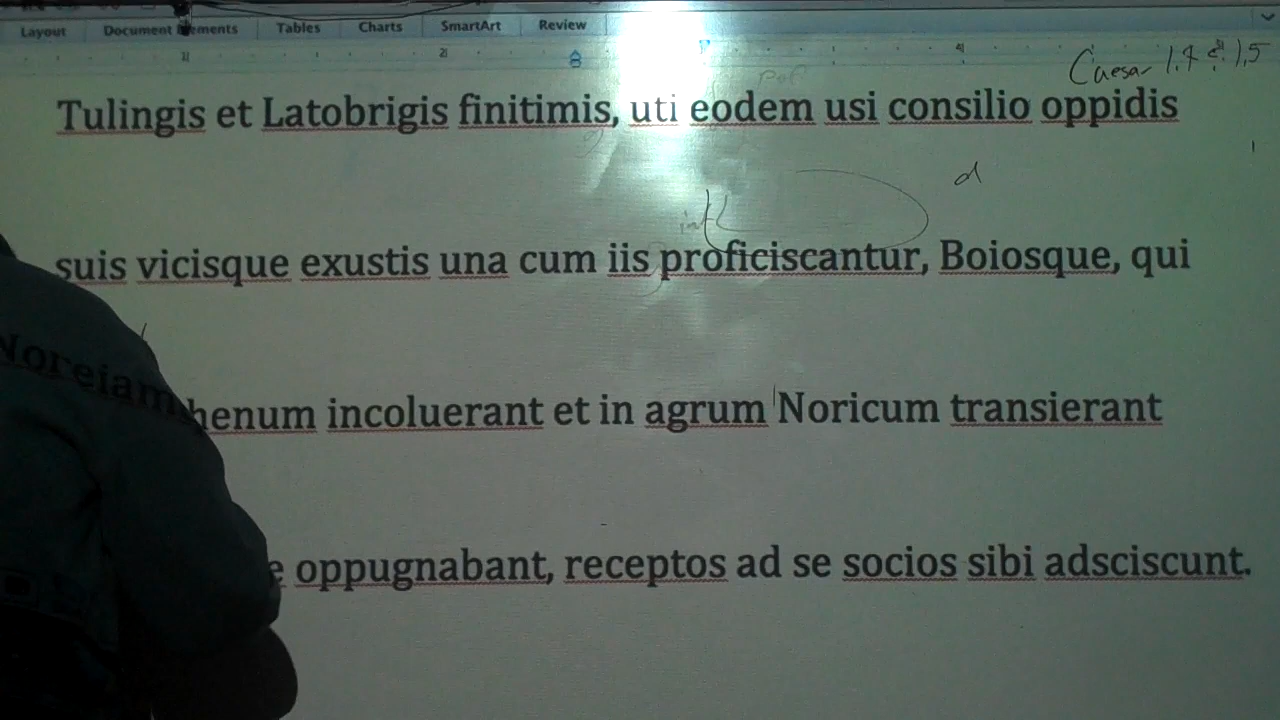 Layout Document Elements Tables Charts SmartArt Review
Caesar 1.4 & 1,5
Tulingis et Latobrigis finitimis, uti eodem usi consilio oppidis
d
suis vicisque exustis una cum iis proficiscantur, Boiosque, qui
henum incoluerant et in agrum Noricum transierant
Noreiam
e oppugnabant, receptos ad se socios sibi adsciscunt.